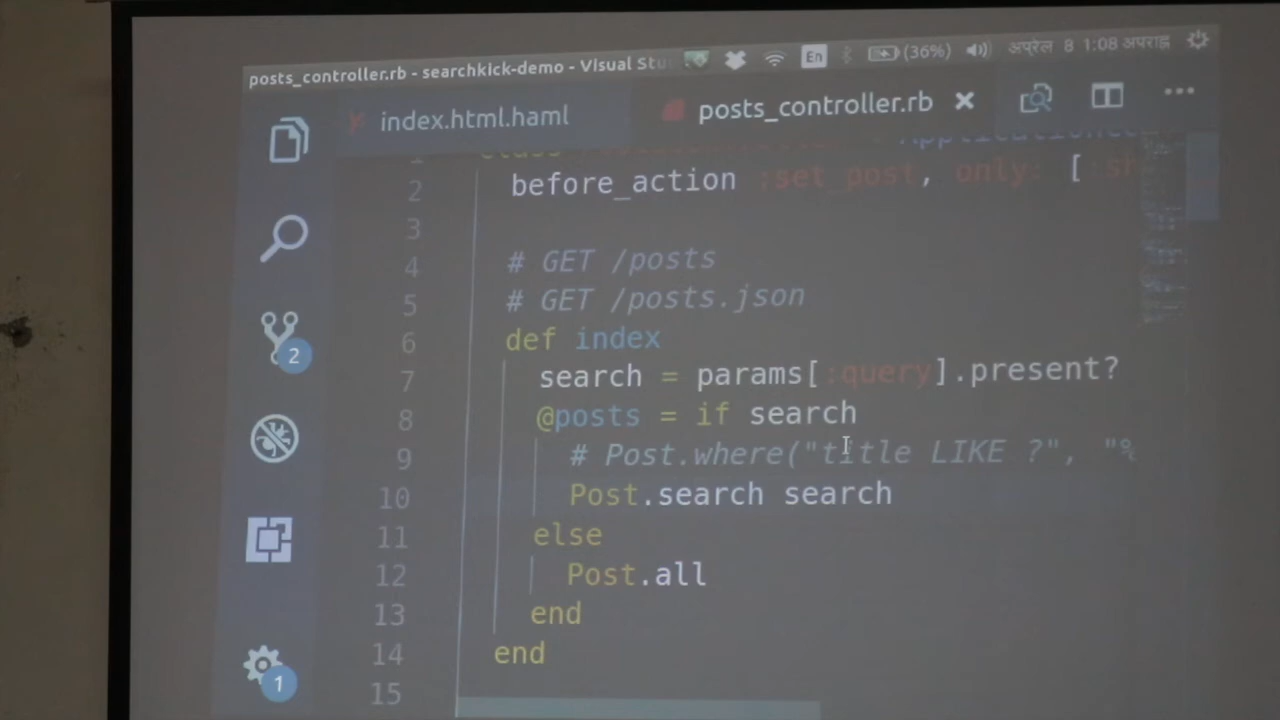 posts_controller.rb - searchkick-demo - Visual Stu
En (36%) अप्रेल 8 1:08 अपराह्न
index.html.haml posts_controller.rb
2 before_action :set_post, only: [ :sh
3
4 # GET /posts
5 # GET /posts.json
6 def index
7 search = params[:query].present?
8 @posts = if search
9 # Post.where("title LIKE ?", "%
10 Post.search search
11 else
12 Post.all
13 end
14 end
15
2
1